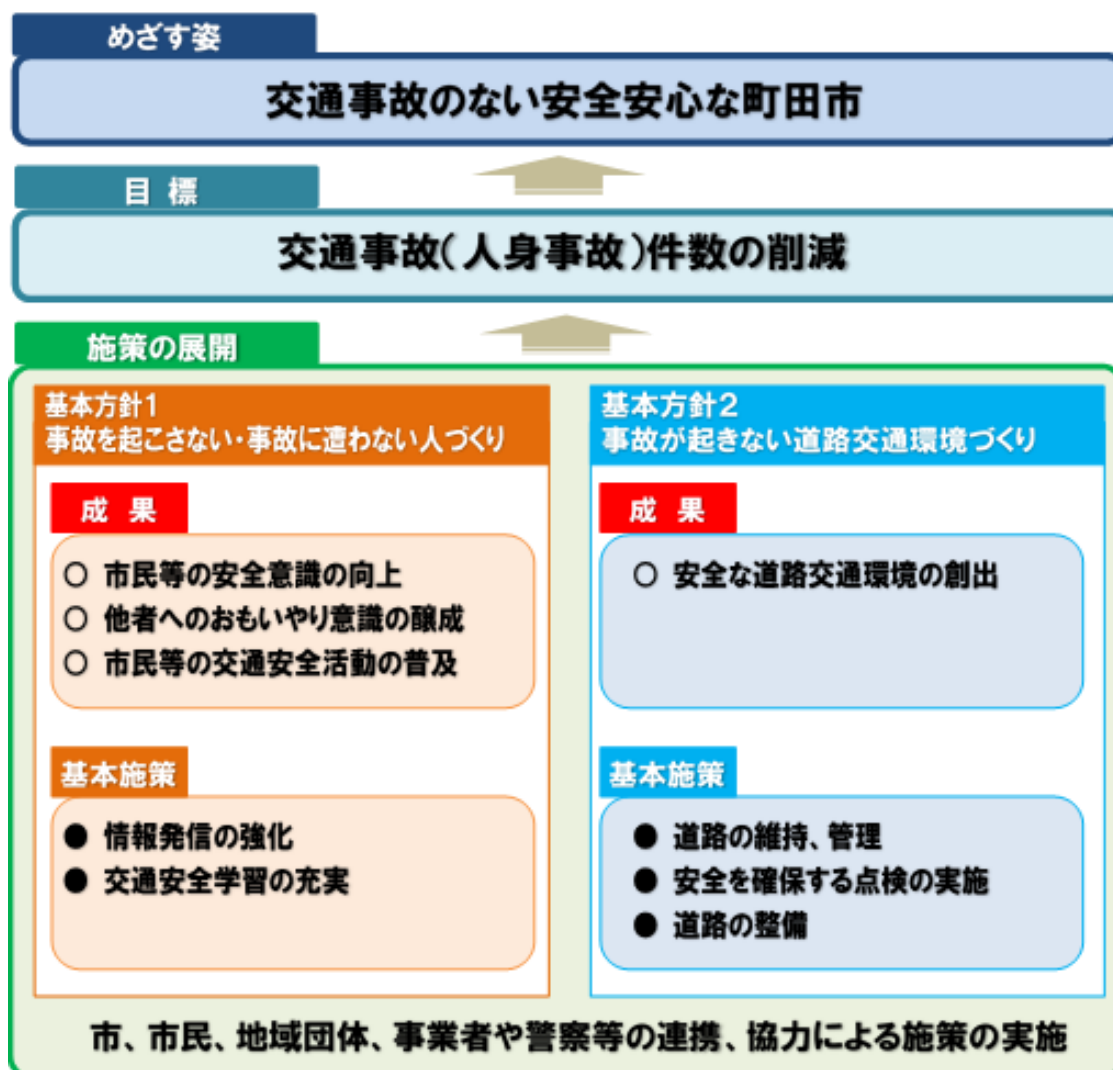 めざす姿
交通事故のない安全安心な町田市
目 標
交通事故(人身事故)件数の削減
施策の展開
基本方針1
事故を起こさない・事故に遭わない人づくり
成 果
○ 市民等の安全意識の向上
○ 他者へのおもいやり意識の醸成
○ 市民等の交通安全活動の普及
基本施策
● 情報発信の強化
● 交通安全学習の充実
基本方針2
事故が起きない道路交通環境づくり
成 果
○ 安全な道路交通環境の創出
基本施策
● 道路の維持、管理
● 安全を確保する点検の実施
● 道路の整備
市、市民、地域団体、事業者や警察等の連携、協力による施策の実施